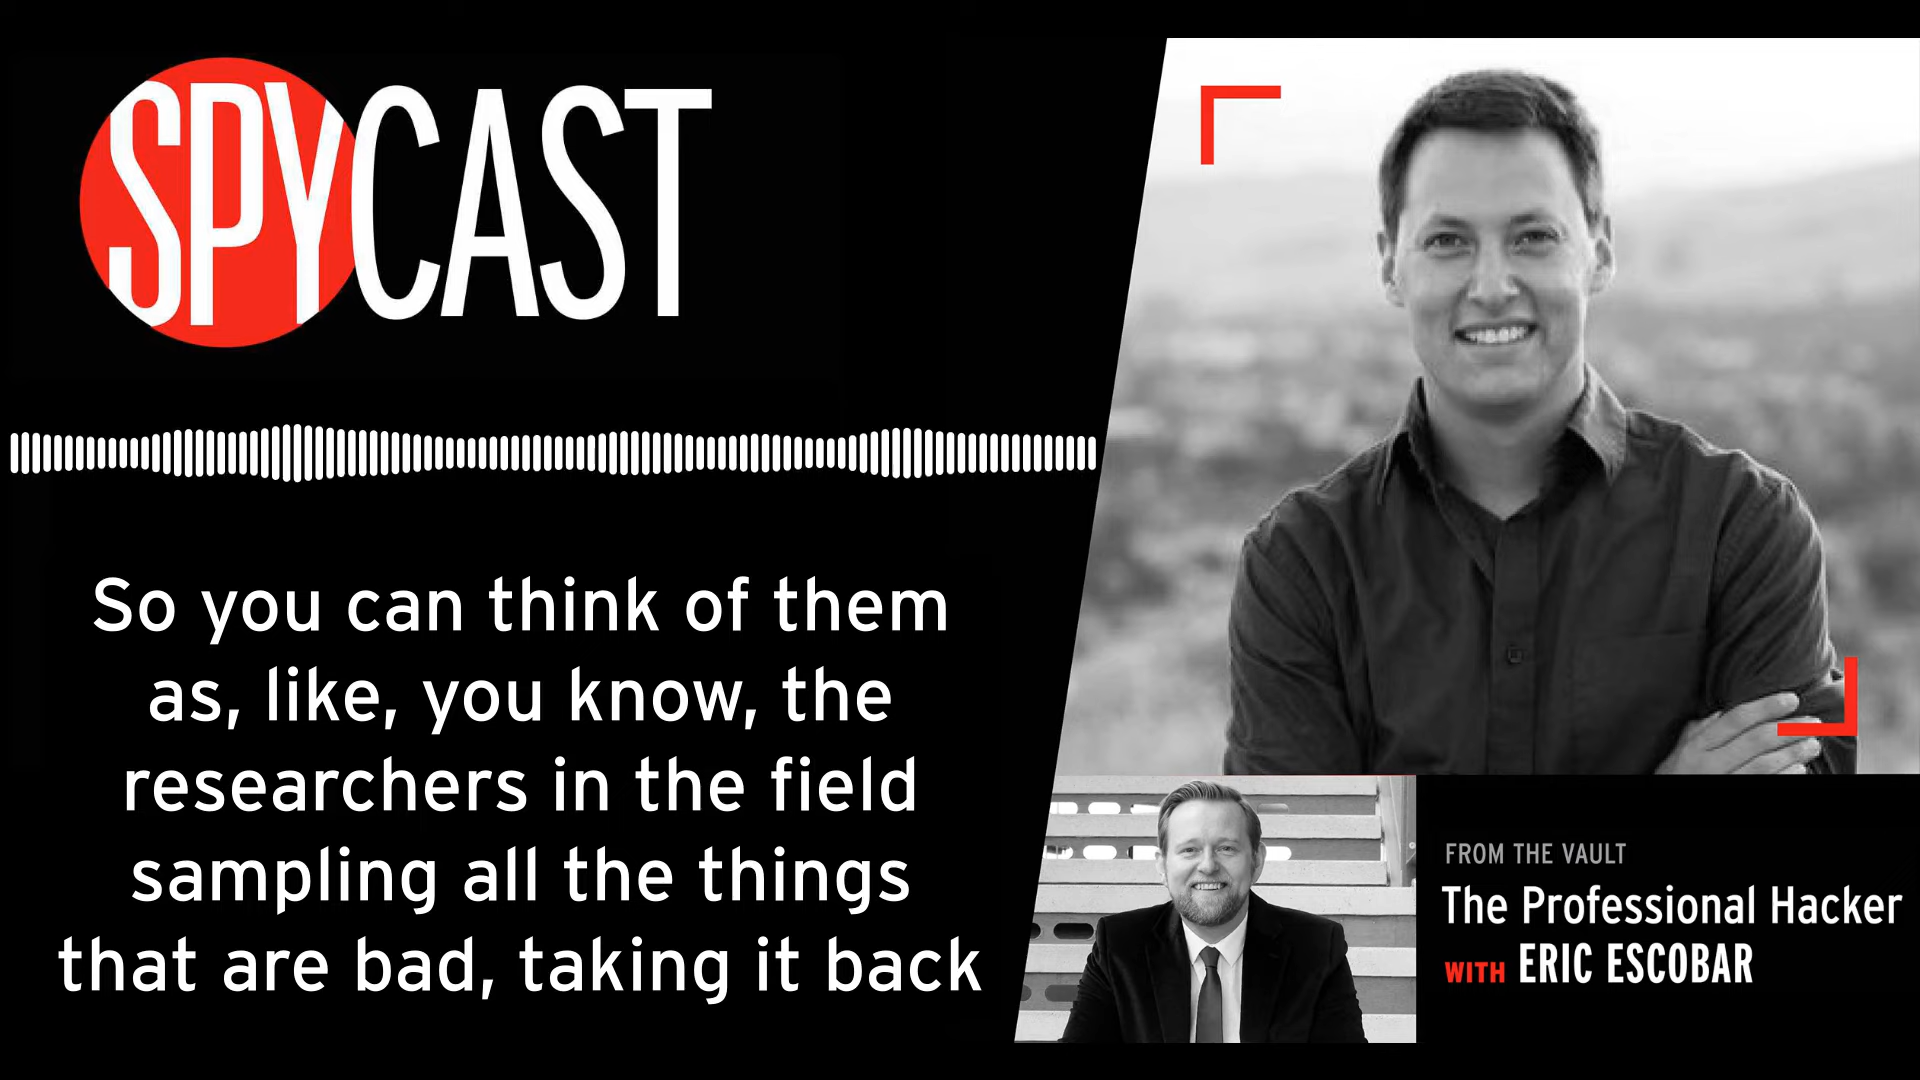 SPYCAST
So you can think of them
as, like, you know, the
researchers in the field
sampling all the things
that are bad, taking it back
FROM THE VAULT
The Professional Hacker
WITH ERIC ESCOBAR